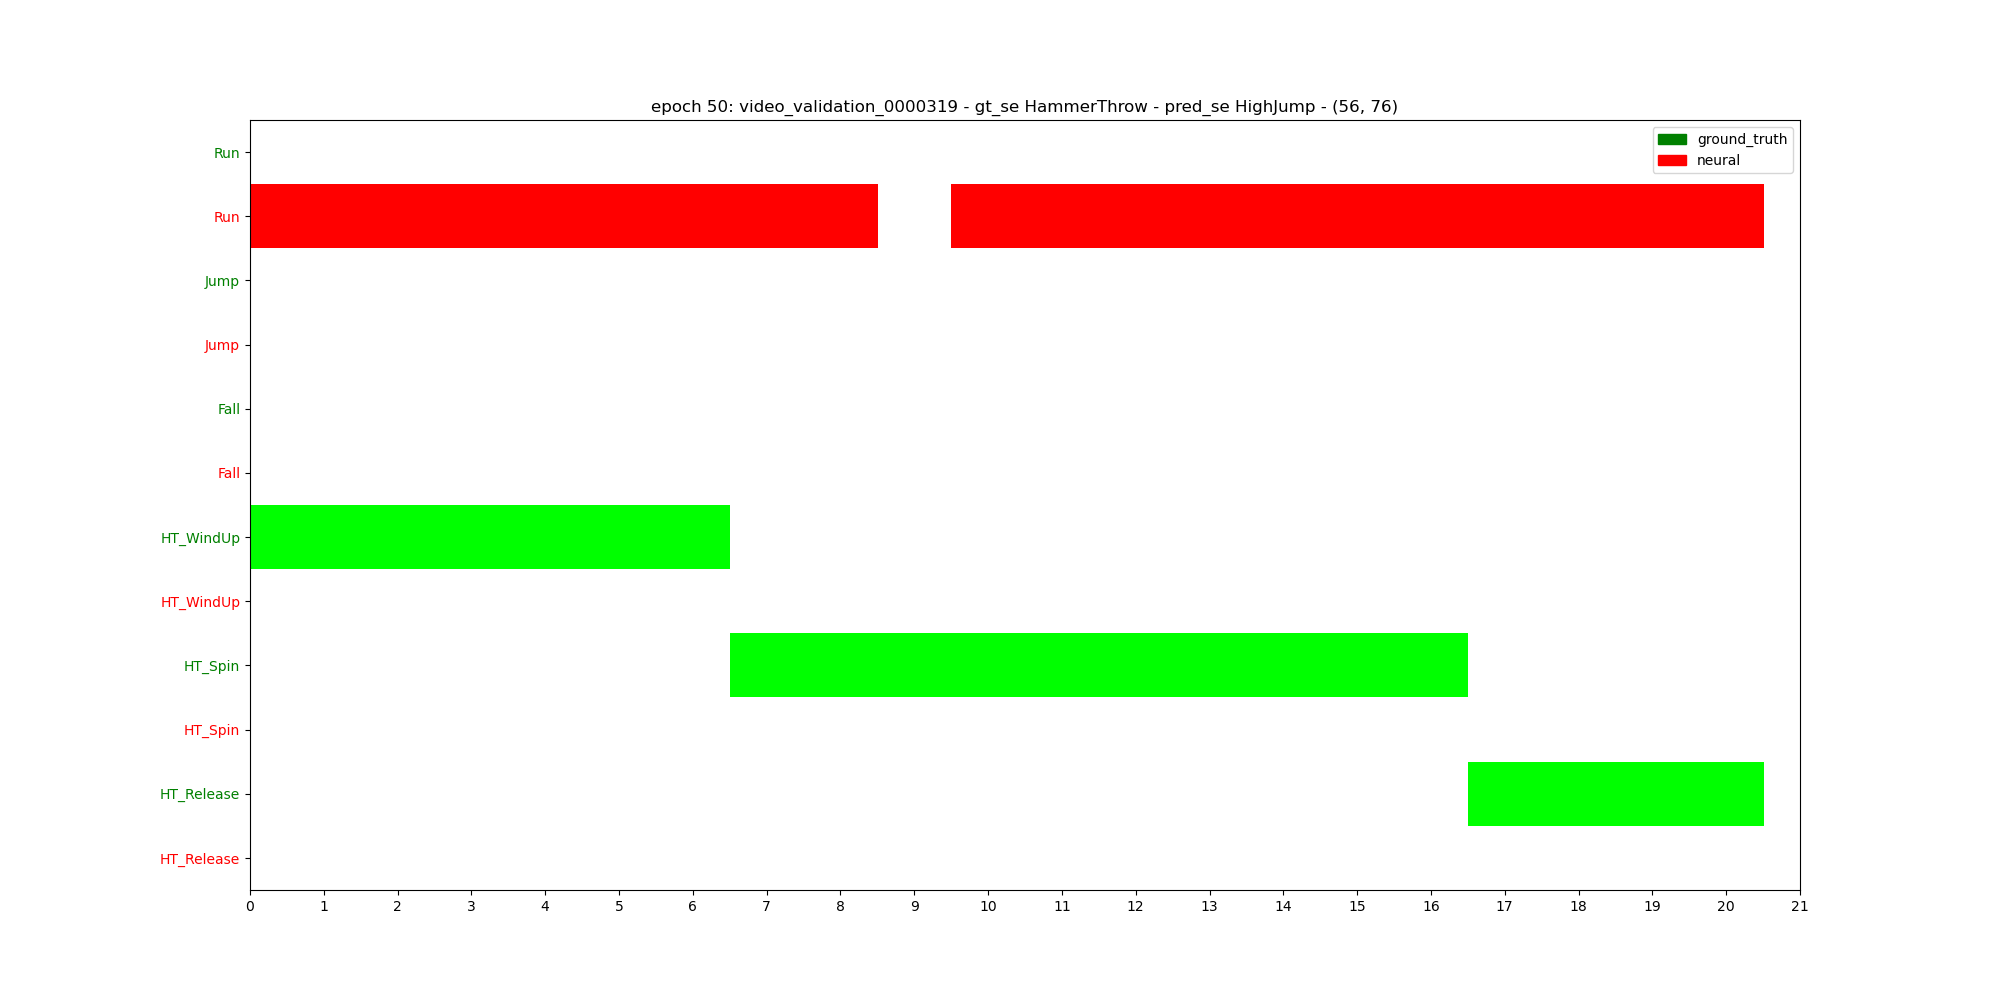 epoch 50: video_validation_0000319 - gt_se HammerThrow - pred_se HighJump - (56, 76)
ground_truth
neural
Run
Run
Jump
Jump
Fall
Fall
HT_WindUp
HT_WindUp
HT_Spin
HT_Spin
HT_Release
HT_Release
0 1 2 3 4 5 6 7 8 9 10 11 12 13 14 15 16 17 18 19 20 21